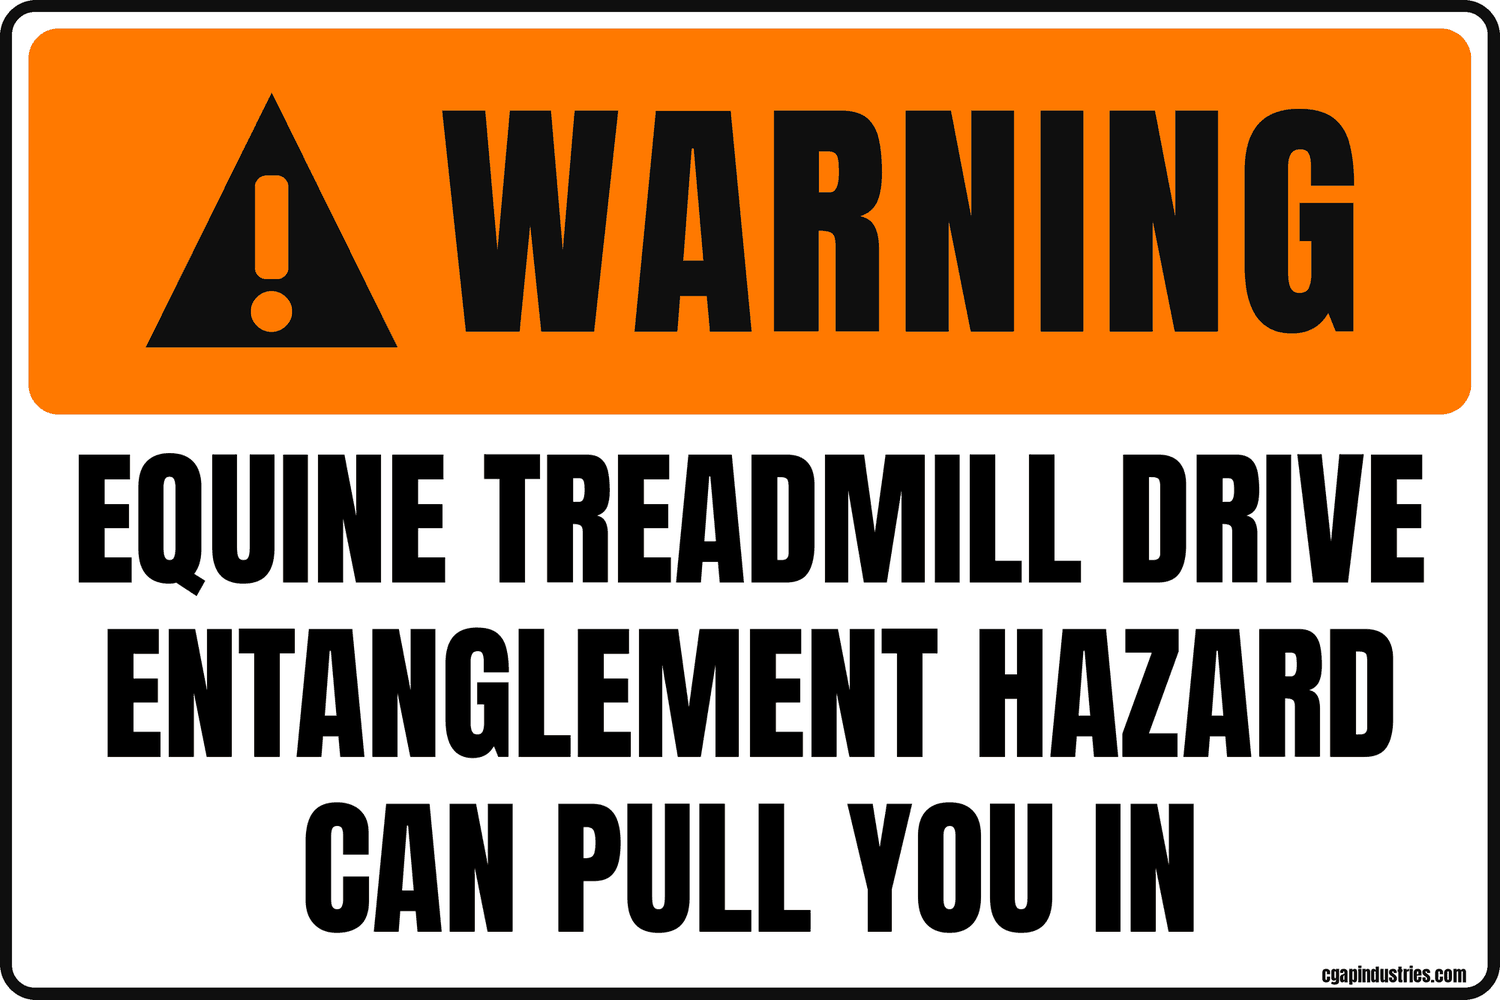 WARNING
EQUINE TREADMILL DRIVE
ENTANGLEMENT HAZARD
CAN PULL YOU IN
cgapindustries.com